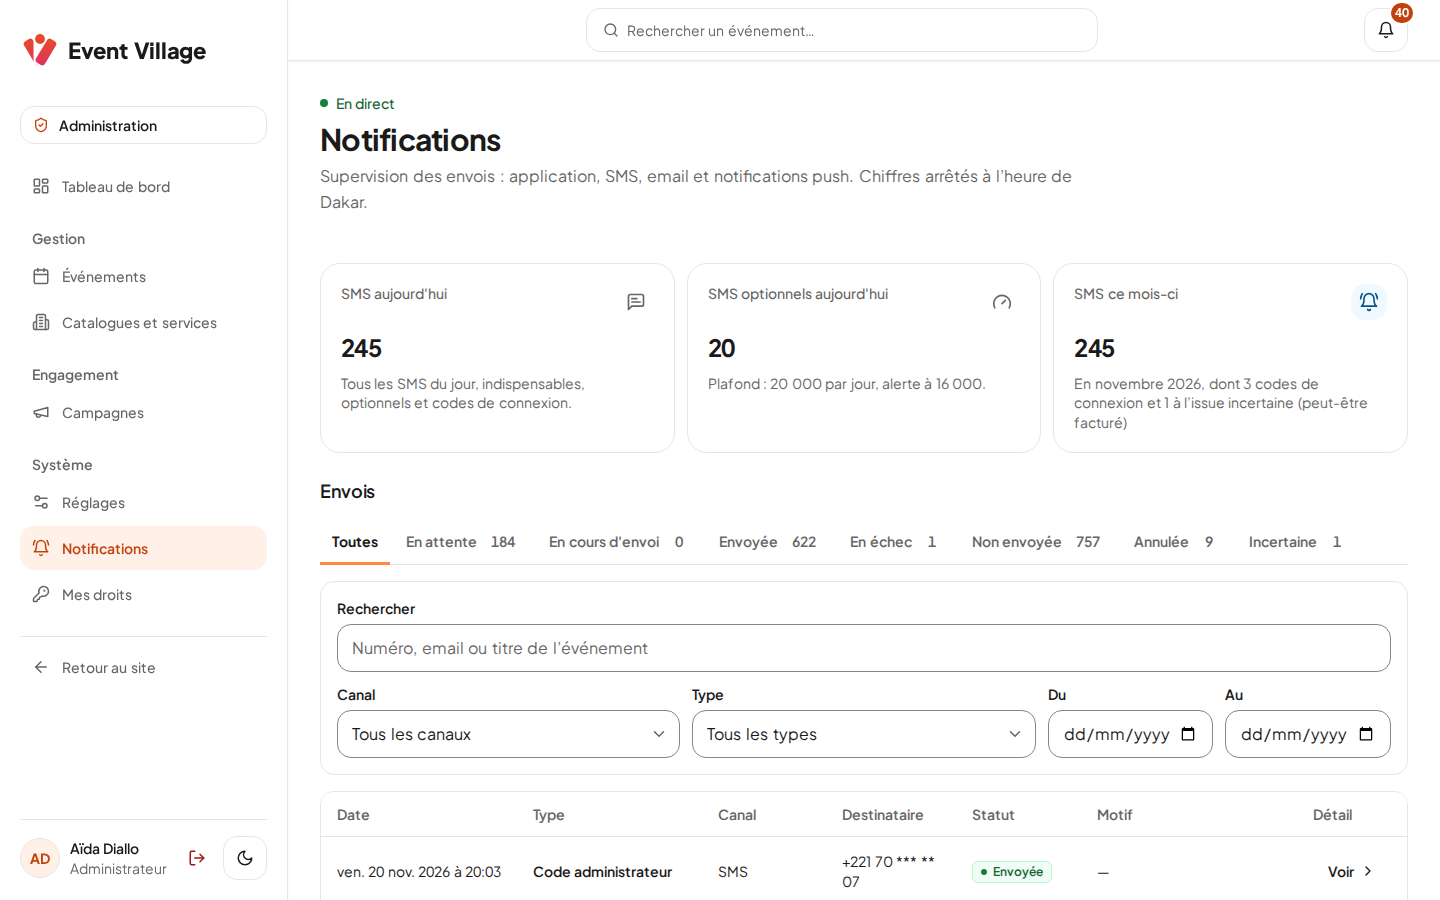 Event Village
Rechercher un événement...
40
Administration
Tableau de bord
Gestion
Événements
Catalogues et services
Engagement
Campagnes
Système
Réglages
Notifications
Mes droits
Retour au site
AD
Aïda Diallo
Administrateur
En direct
Notifications
Supervision des envois : application, SMS, email et notifications push. Chiffres arrêtés à l'heure de
Dakar.
SMS aujourd'hui
245
Tous les SMS du jour, indispensables,
optionnels et codes de connexion.
SMS optionnels aujourd'hui
20
Plafond : 20 000 par jour, alerte à 16 000.
SMS ce mois-ci
245
En novembre 2026, dont 3 codes de
connexion et 1 à l'issue incertaine (peut-être
facturé)
Envois
Toutes En attente 184 En cours d'envoi 0 Envoyée 622 En échec 1 Non envoyée 757 Annulée 9 Incertaine 1
Rechercher
Numéro, email ou titre de l'événement
Canal Type Du Au
Tous les canaux Tous les types dd/mm/yyyy dd/mm/yyyy
Date Type Canal Destinataire Statut Motif Détail
ven. 20 nov. 2026 à 20:03 Code administrateur SMS +221 70 *** ** 07 Envoyée — Voir